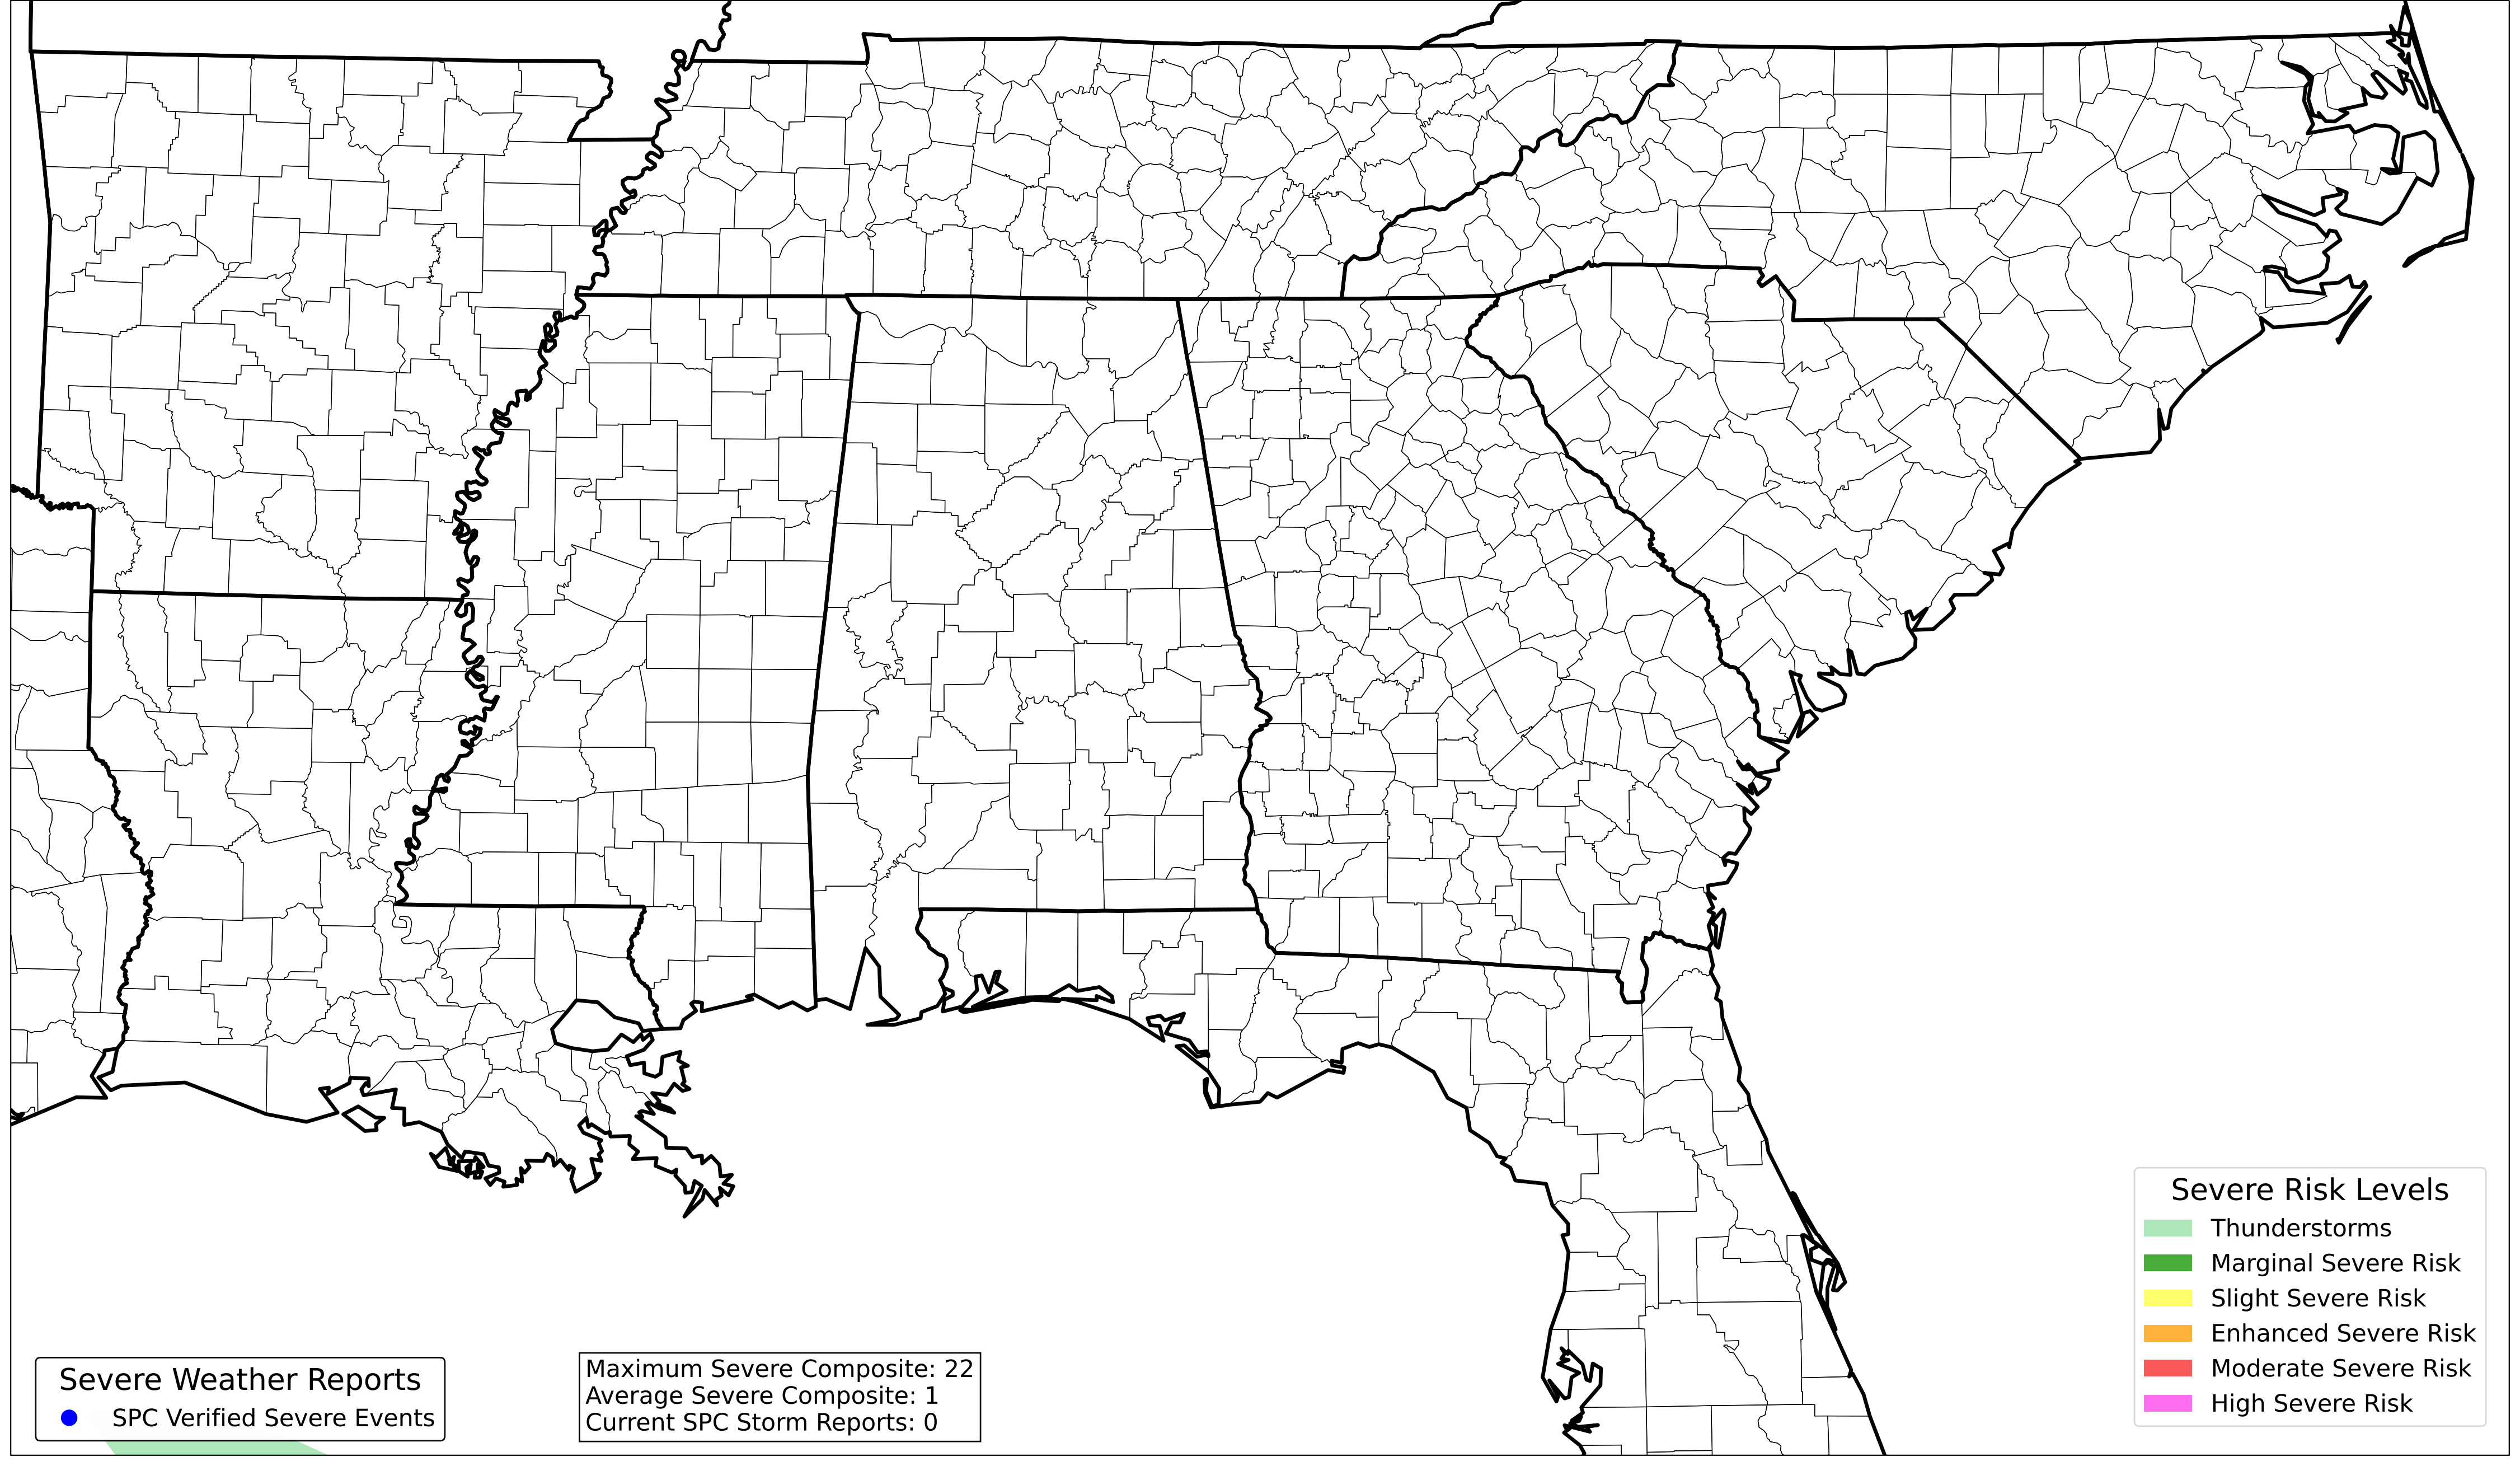 Severe Risk Levels
Thunderstorms
Marginal Severe Risk
Slight Severe Risk
Enhanced Severe Risk
Moderate Severe Risk
High Severe Risk
Severe Weather Reports
SPC Verified Severe Events
Maximum Severe Composite: 22
Average Severe Composite: 1
Current SPC Storm Reports: 0